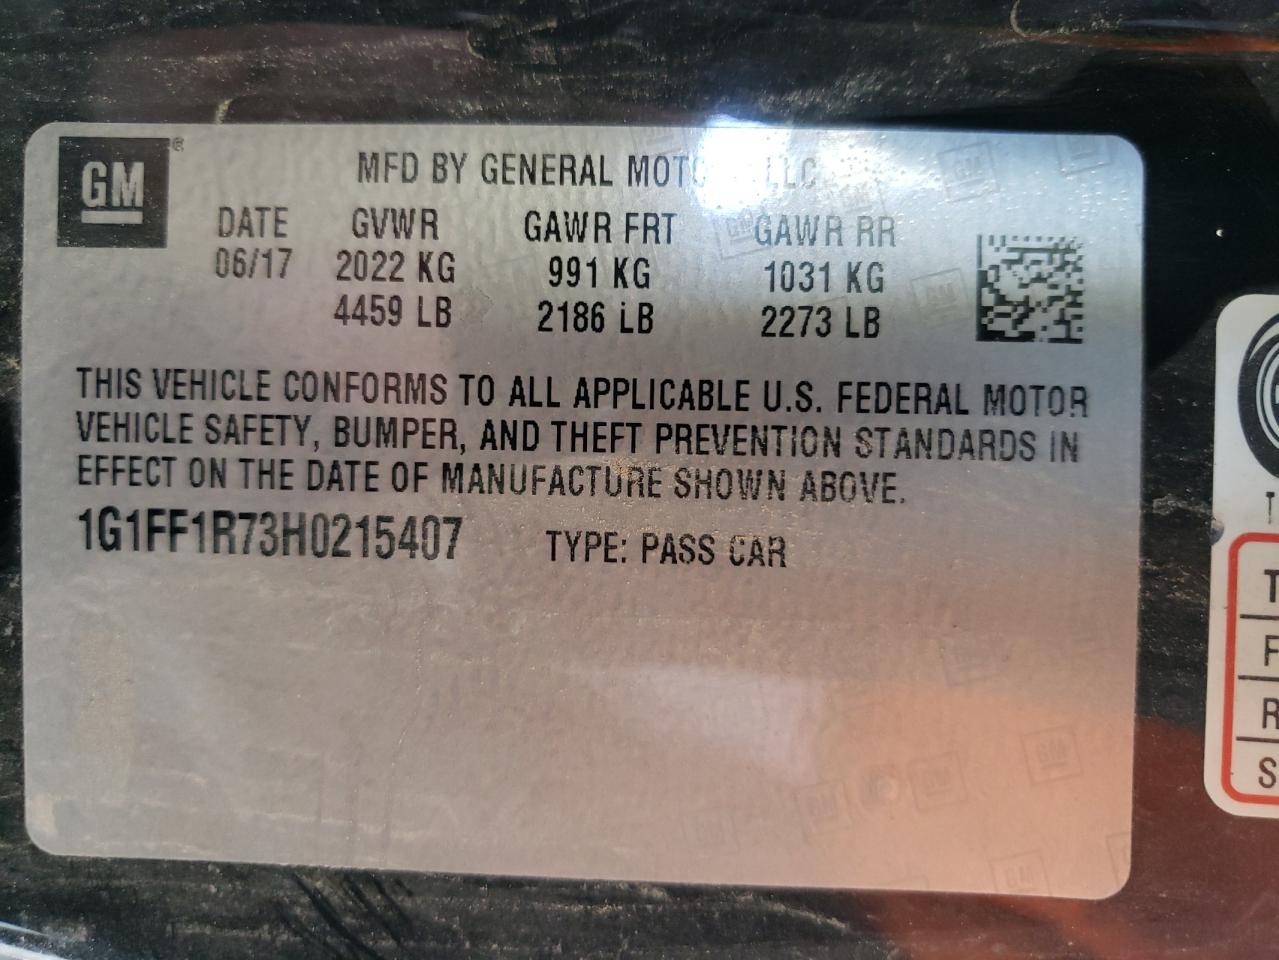 GM®
MFD BY GENERAL MOTORS LLC
DATE GVWR GAWR FRT GAWR RR
06/17 2022 KG 991 KG 1031 KG
4459 LB 2186 LB 2273 LB
THIS VEHICLE CONFORMS TO ALL APPLICABLE U.S. FEDERAL MOTOR
VEHICLE SAFETY, BUMPER, AND THEFT PREVENTION STANDARDS IN
EFFECT ON THE DATE OF MANUFACTURE SHOWN ABOVE.
1G1FF1R73H0215407 TYPE: PASS CAR
T
T
F
R
S